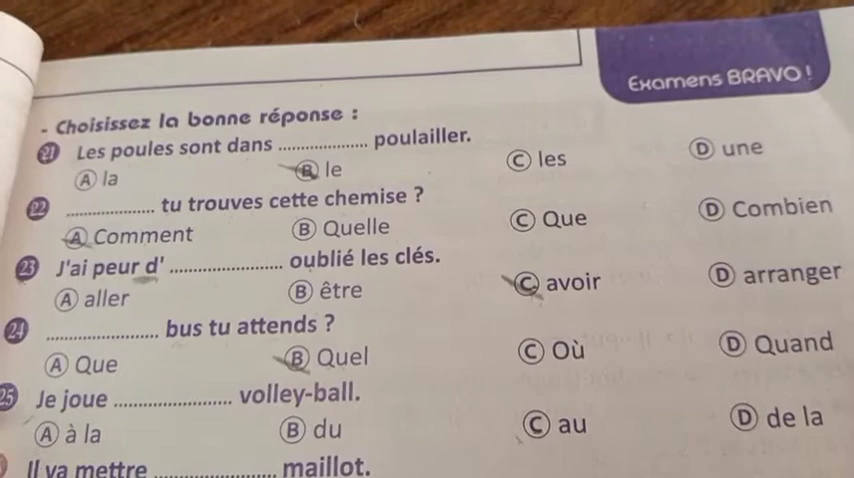 Examens BRAVO !
- Choisissez la bonne réponse :
21 Les poules sont dans ................... poulailler.
A la B le C les D une
22 ................... tu trouves cette chemise ?
A Comment B Quelle C Que D Combien
23 J'ai peur d' ........................ oublié les clés.
A aller B être C avoir D arranger
24 ........................ bus tu attends ?
A Que B Quel C Où D Quand
25 Je joue ......................... volley-ball.
A à la B du C au D de la
Il va mettre ......................... maillot.